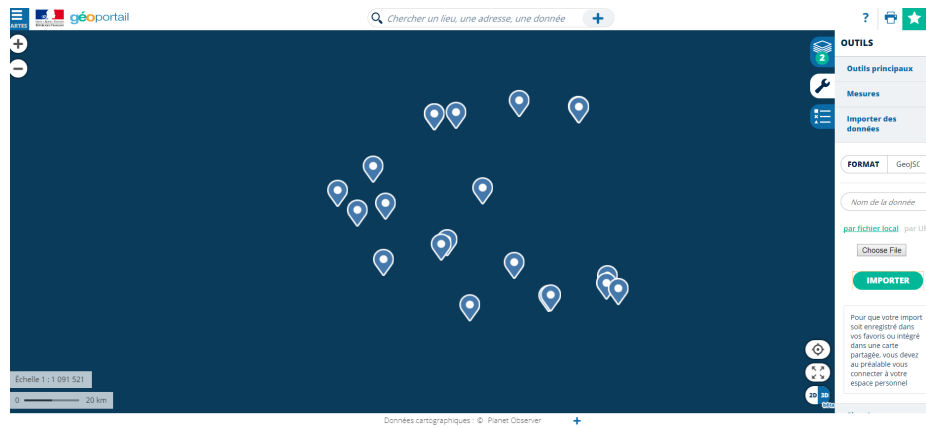 ARTES
géoportail
Chercher un lieu, une adresse, une donnée
+
?
+
−
2
OUTILS
Outils principaux
Mesures
Importer des
données
FORMAT GeoJSC
Nom de la donnée
par fichier local par UR
Choose File
IMPORTER
Pour que votre import
soit enregistré dans
vos favoris ou intégré
dans une carte
partagée, vous devez
au préalable vous
connecter à votre
espace personnel
2D 3D
bêta
Échelle 1 : 1 091 521
0 20 km
Données cartographiques : © Planet Observer +